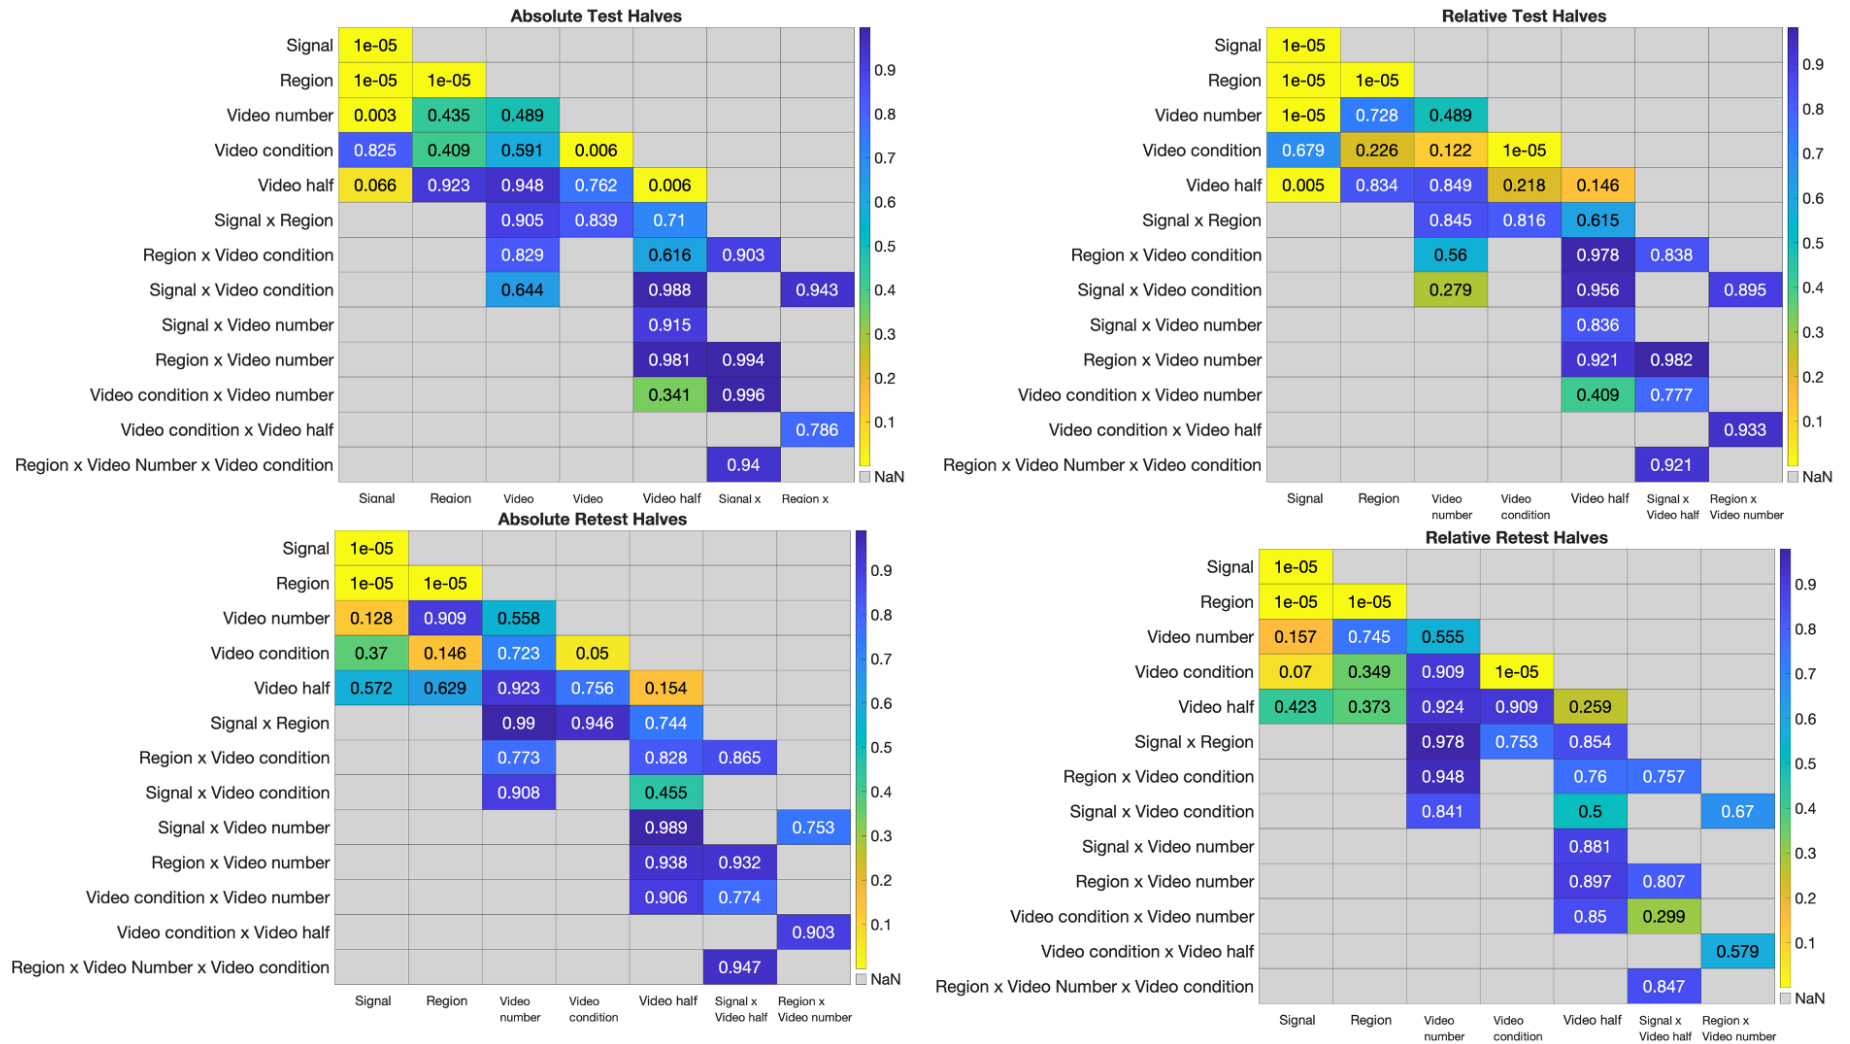 Absolute Test Halves
Signal 1e-05
Region 1e-05 1e-05
Video number 0.003 0.435 0.489
Video condition 0.825 0.409 0.591 0.006
Video half 0.066 0.923 0.948 0.762 0.006
Signal x Region 0.905 0.839 0.71
Region x Video condition 0.829 0.616 0.903
Signal x Video condition 0.644 0.988 0.943
Signal x Video number 0.915
Region x Video number 0.981 0.994
Video condition x Video number 0.341 0.996
Video condition x Video half 0.786
Region x Video Number x Video condition 0.94
Signal Region Video Video Video half Signal x Region x
0.9
0.8
0.7
0.6
0.5
0.4
0.3
0.2
0.1
NaN
Relative Test Halves
Signal 1e-05
Region 1e-05 1e-05
Video number 1e-05 0.728 0.489
Video condition 0.679 0.226 0.122 1e-05
Video half 0.005 0.834 0.849 0.218 0.146
Signal x Region 0.845 0.816 0.615
Region x Video condition 0.56 0.978 0.838
Signal x Video condition 0.279 0.956 0.895
Signal x Video number 0.836
Region x Video number 0.921 0.982
Video condition x Video number 0.409 0.777
Video condition x Video half 0.933
Region x Video Number x Video condition 0.921
Signal Region Video Video Video half Signal x Region x
number condition Video half Video number
0.9
0.8
0.7
0.6
0.5
0.4
0.3
0.2
0.1
NaN
Absolute Retest Halves
Signal 1e-05
Region 1e-05 1e-05
Video number 0.128 0.909 0.558
Video condition 0.37 0.146 0.723 0.05
Video half 0.572 0.629 0.923 0.756 0.154
Signal x Region 0.99 0.946 0.744
Region x Video condition 0.773 0.828 0.865
Signal x Video condition 0.908 0.455
Signal x Video number 0.989 0.753
Region x Video number 0.938 0.932
Video condition x Video number 0.906 0.774
Video condition x Video half 0.903
Region x Video Number x Video condition 0.947
Signal Region Video Video Video half Signal x Region x
number condition Video half Video number
0.9
0.8
0.7
0.6
0.5
0.4
0.3
0.2
0.1
NaN
Relative Retest Halves
Signal 1e-05
Region 1e-05 1e-05
Video number 0.157 0.745 0.555
Video condition 0.07 0.349 0.909 1e-05
Video half 0.423 0.373 0.924 0.909 0.259
Signal x Region 0.978 0.753 0.854
Region x Video condition 0.948 0.76 0.757
Signal x Video condition 0.841 0.5 0.67
Signal x Video number 0.881
Region x Video number 0.897 0.807
Video condition x Video number 0.85 0.299
Video condition x Video half 0.579
Region x Video Number x Video condition 0.847
Signal Region Video Video Video half Signal x Region x
number condition Video half Video number
0.9
0.8
0.7
0.6
0.5
0.4
0.3
0.2
0.1
NaN